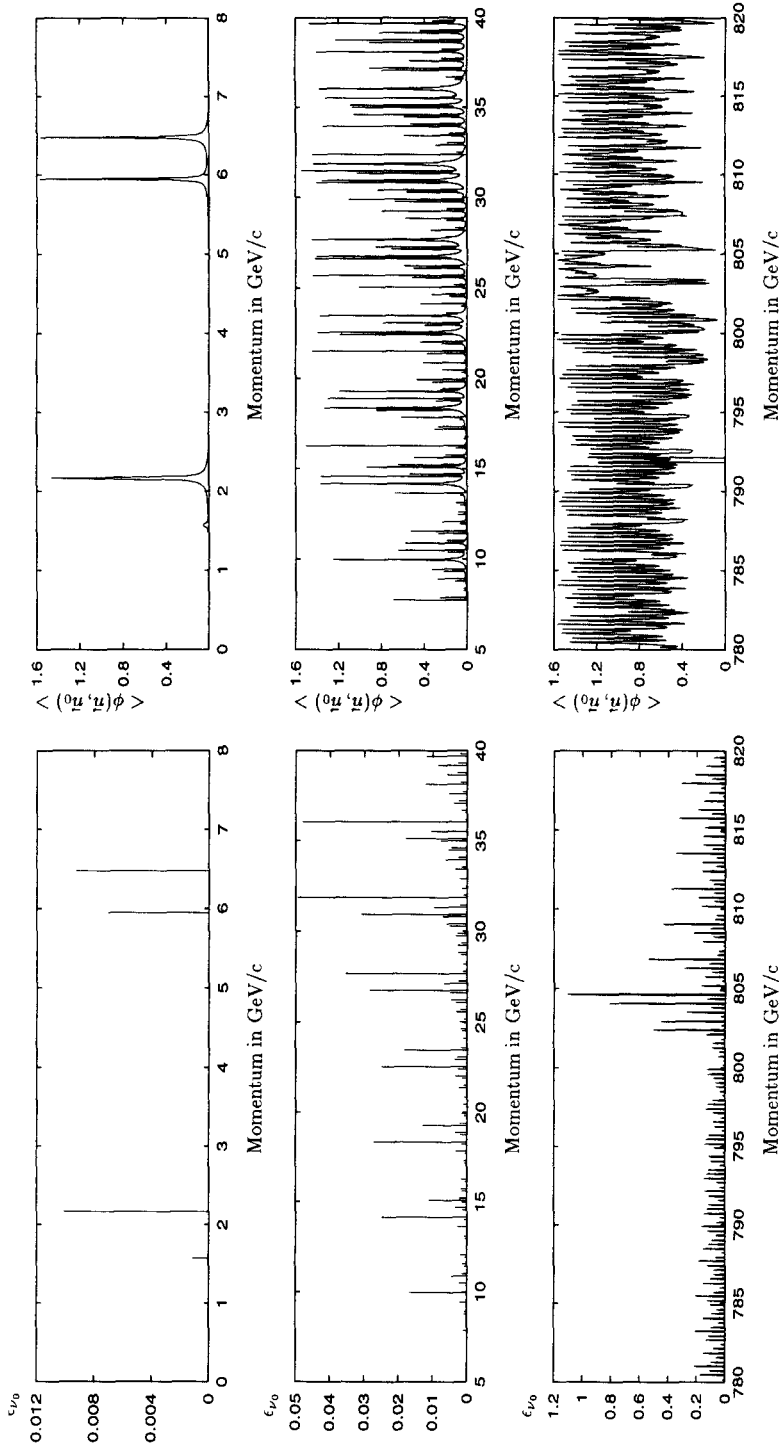 ϵ_ν₀
0.012
0.008
0.004
0
0 1 2 3 4 5 6 7 8
Momentum in GeV/c
< ϕ(n⃗, n⃗₀) >
1.6
1.2
0.8
0.4
0
0 1 2 3 4 5 6 7 8
Momentum in GeV/c
ϵ_ν₀
0.05
0.04
0.03
0.02
0.01
0
5 10 15 20 25 30 35 40
Momentum in GeV/c
< ϕ(n⃗, n⃗₀) >
1.6
1.2
0.8
0.4
0
5 10 15 20 25 30 35 40
Momentum in GeV/c
ϵ_ν₀
1.2
1
0.8
0.6
0.4
0.2
0
780 785 790 795 800 805 810 815 820
Momentum in GeV/c
< ϕ(n⃗, n⃗₀) >
1.6
1.2
0.8
0.4
0
780 785 790 795 800 805 810 815 820
Momentum in GeV/c